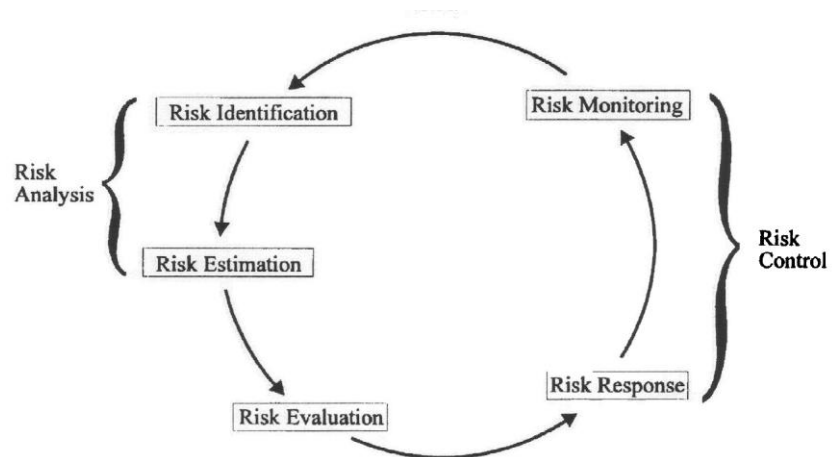 Risk Identification
Risk Monitoring
Risk
Analysis
Risk Estimation
Risk
Control
Risk Response
Risk Evaluation